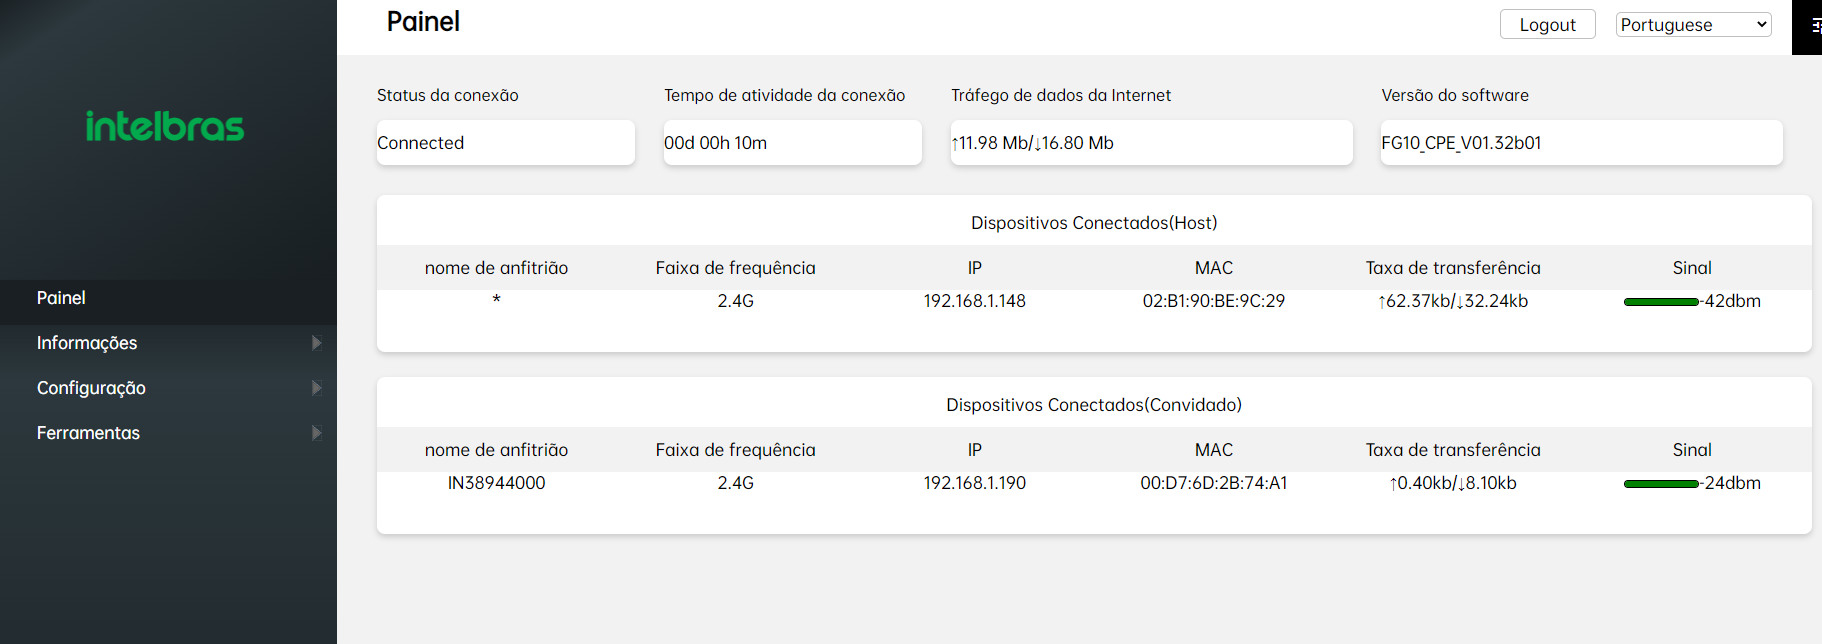 Painel
Logout
Portuguese
intelbras
Painel
Informações
Configuração
Ferramentas
Status da conexão
Tempo de atividade da conexão
Tráfego de dados da Internet
Versão do software
Connected
00d 00h 10m
↑11.98 Mb/↓16.80 Mb
FG10_CPE_V01.32b01
Dispositivos Conectados(Host)
nome de anfitrião Faixa de frequência IP MAC Taxa de transferência Sinal
* 2.4G 192.168.1.148 02:B1:90:BE:9C:29 ↑62.37kb/↓32.24kb -42dbm
Dispositivos Conectados(Convidado)
nome de anfitrião Faixa de frequência IP MAC Taxa de transferência Sinal
IN38944000 2.4G 192.168.1.190 00:D7:6D:2B:74:A1 ↑0.40kb/↓8.10kb -24dbm